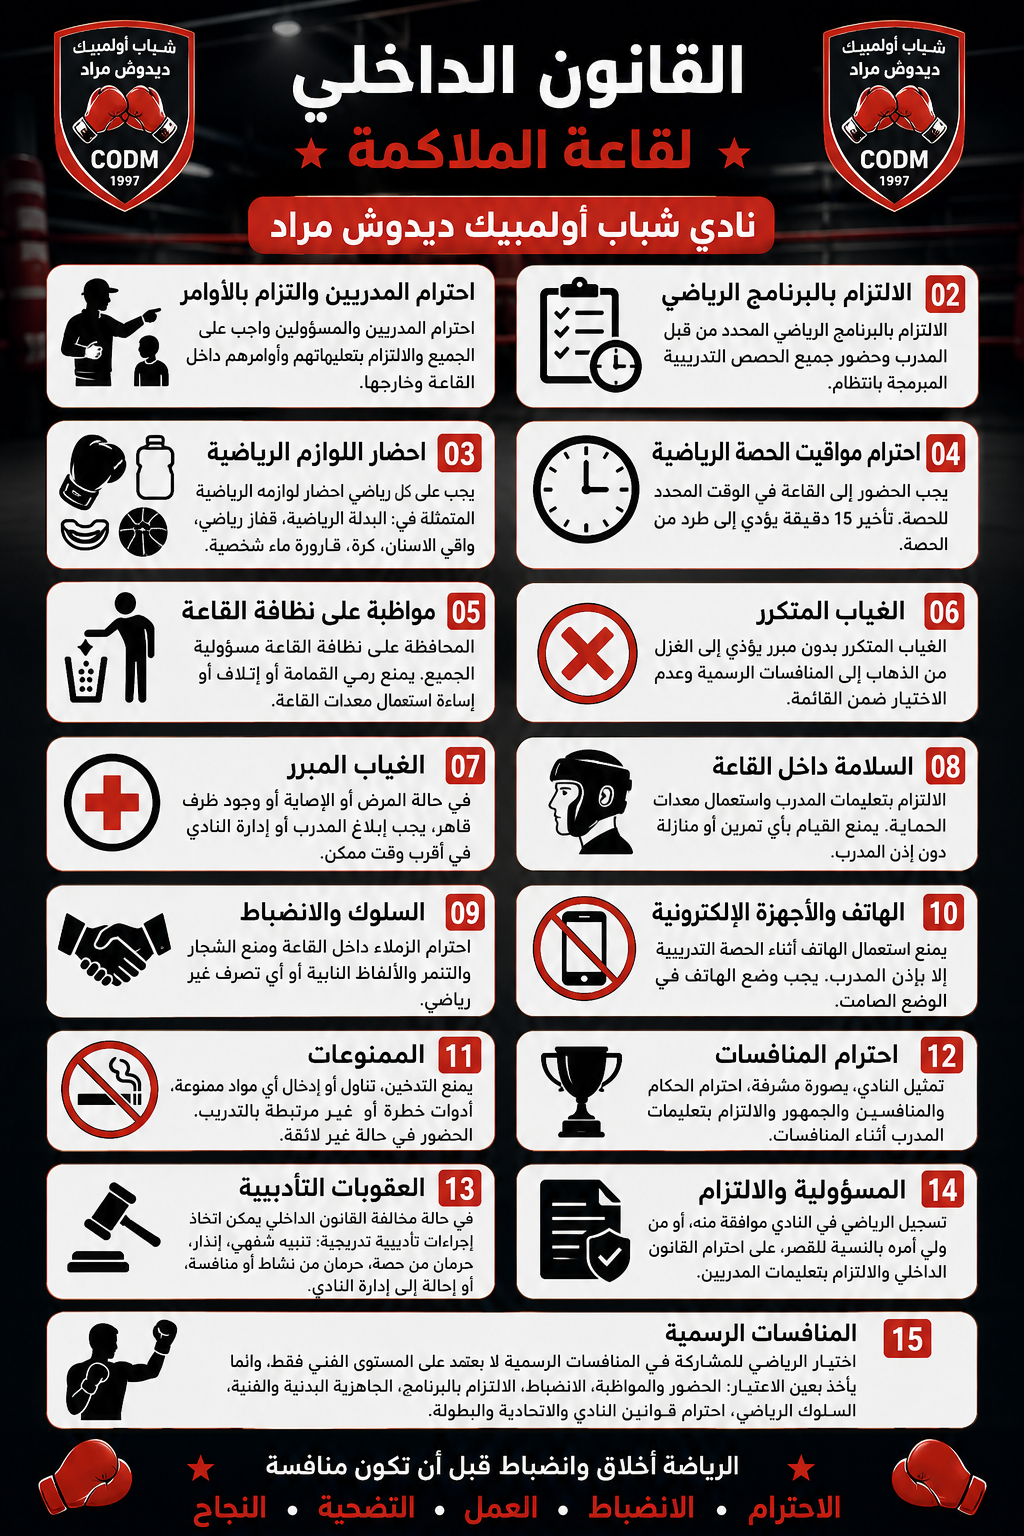 شباب أولمبيك
ديدوش مراد
CODM
1997
شباب أولمبيك
ديدوش مراد
CODM
1997
القانون الداخلي
لقاعة الملاكمة
نادي شباب أولمبيك ديدوش مراد
احترام المدربين والتزام بالأوامر
احترام المدربين والمسؤولين واجب على
الجميع والالتزام بتعليهاتهم وأوامرهم داخل
القاعة وخارجها.
02 الالتزام بالبرنامج الرياضي
الالتزام بالبرنامج الرياضي المحدد من قبل
المدرب وحضور جميع الحصص التدريبية
المبرمجة بانتظام.
03 احضار اللوازم الرياضية
يجب على كل رياضي احضار لوازمه الرياضية
المتمثلة في: البدلة الرياضية، قفاز رياضي،
واقي الاسنان، كرة، قارورة ماء شخصية.
04 احترام مواقيت الحصة الرياضية
يجب الحضور إلى القاعة في الوقت المحدد
للحصة. تأخير 15 دقيقة يؤدي إلى طرد من
الحصة.
05 مواظبة على نظافة القاعة
المحافظة على نظافة القاعة مسؤولية
الجميع. يمنع رمي القمامة أو إتلاف أو
إساءة استعمال معدات القاعة.
06 الغياب المتكرر
الغياب المتكرر بدون مبرر يؤذي إلى الغزل
من الذهاب إلى المنافسات الرسمية وعدم
الاختيار ضمن القائمة.
07 الغياب المبرر
في حالة المرض أو الإصاية أو وجود ظرف
قاهر، يجب إبلاغ المدرب أو إدارة النادي
في أقرب وقت ممكن.
08 السلامة داخل القاعة
الالتزام بتعليمات المدرب واستعمال معدات
الحماية. يمنع القيام بأي تمرين أو منازلة
دون إذن المدرب.
09 السلوك والانضباط
احترام الزملاء داخل القاعة ومنع الشجار
والتنمر والألفاظ النابية أو أي تصرف غير
رياضي.
10 الهاتف والأجهزة الإلكترونية
يمنع استعمال الهاتف أثناء الحصة التدريبية
إلا بإذن المدرب. يجب وضع الهاتف في
الوضع الصامت.
11 الممنوعات
يمنع التدخين، تناول أو إدخال أي مواد ممنوعة،
أدوات خطرة أو غير مرتبطة بالتدريب.
الحضور في حالة غير لائقة.
12 احترام المنافسات
تمثيل النادي، بصورة مشرفة، احترام الحكام
والمنافسين والجمهور والالتزام بتعليمات
المدرب أثناء المنافسات.
13 العقوبات التأدبيية
في حالة مخالفة القانون الداخلي يمكن اتخاذ
إجراءات تأديبية تدريجية: تنبيه شفهي، إنذار،
حرمان من حصة، حرمان من نشاط أو منافسة،
أو إحالة إلى إدارة النادي.
14 المسؤولية والالتزام
تسجيل الرياضي في النادي موافقة منه، أو من
ولي أمره بالنسية للقصر، على احترام القانون
الداخلي والالتزام بتعليمات المدربين.
15 المنافسات الرسمية
اختيار الرياضي للمشاركة في المنافسات الرسمية لا بعتمد على المستوى الفني فقط، وانما
يأخذ بعين الاعتبار: الحضور والمواظبة، الانضباط، الالتزام بالبرنامج، الجاهزية البدنية والفنية،
السلوك الرياضي، احترام قوانين النادي والاتحادية والبطولة.
الرياضة أخلاق وانضباط قبل أن تكون منافسة
الاحترام • الانضباط • العمل • التضحية • النجاح